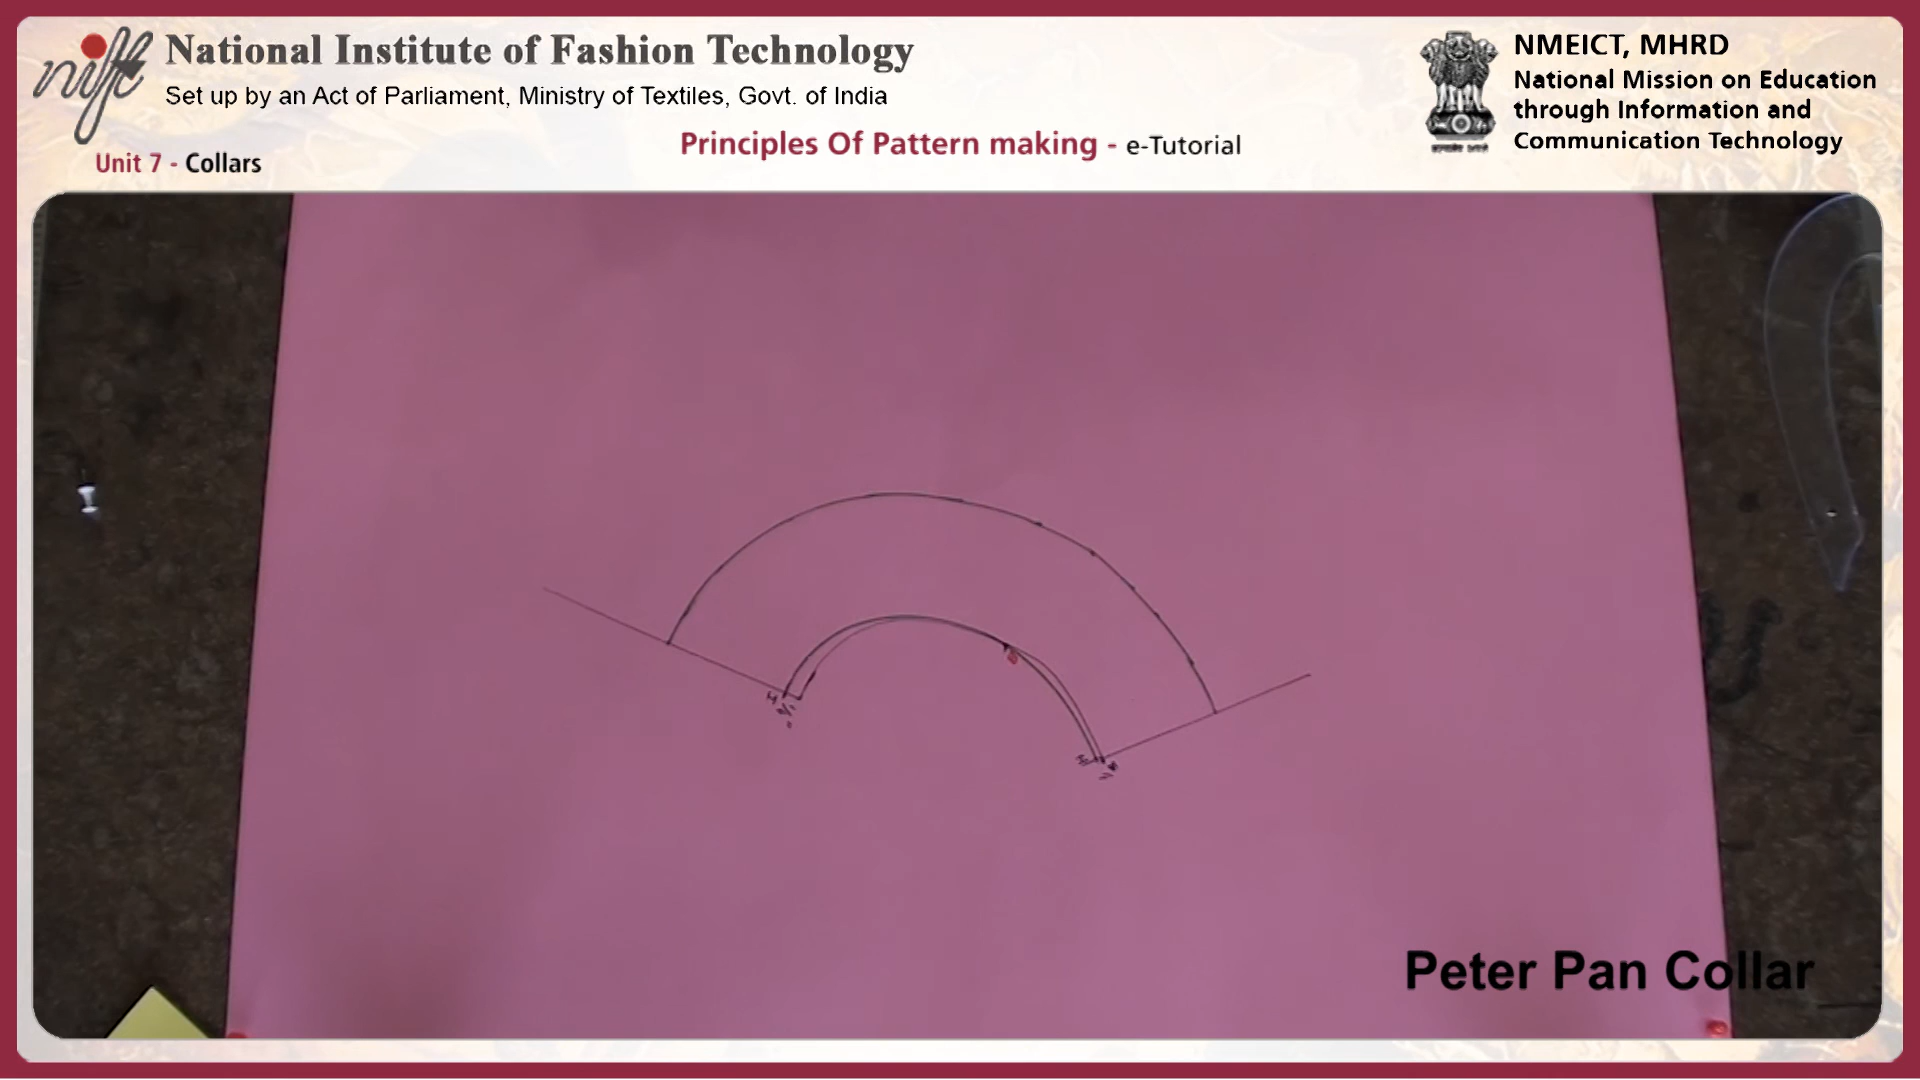 nift
National Institute of Fashion Technology
Set up by an Act of Parliament, Ministry of Textiles, Govt. of India
Unit 7 - Collars
Principles Of Pattern making - e-Tutorial
NMEICT, MHRD
National Mission on Education
through Information and
Communication Technology
Peter Pan Collar